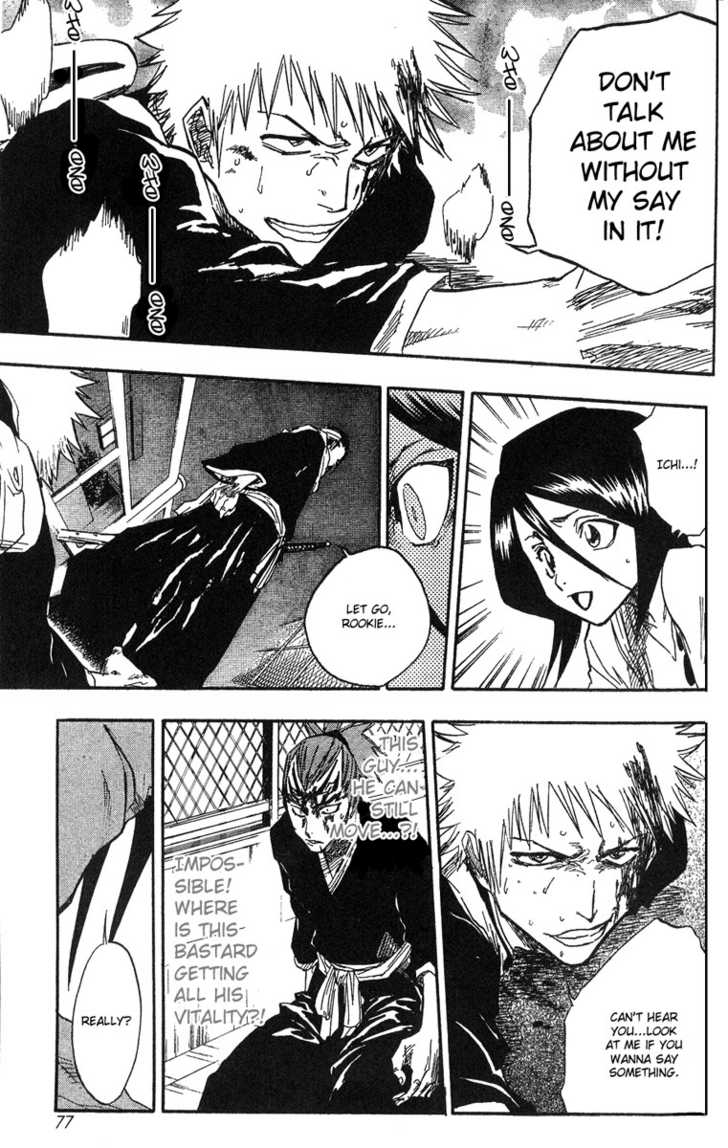 DON'T
TALK
ABOUT ME
WITHOUT
MY SAY
IN IT!
ICHI...!
LET GO,
ROOKIE...
CAN'T HEAR
YOU...LOOK
AT ME IF YOU
WANNA SAY
SOMETHING.
THIS
GUY...
HE CAN
STILL
MOVE...?!
IMPOS-
SIBLE!
WHERE
IS THIS
BASTARD
GETTING
ALL HIS
VITALITY?!
REALLY?
77